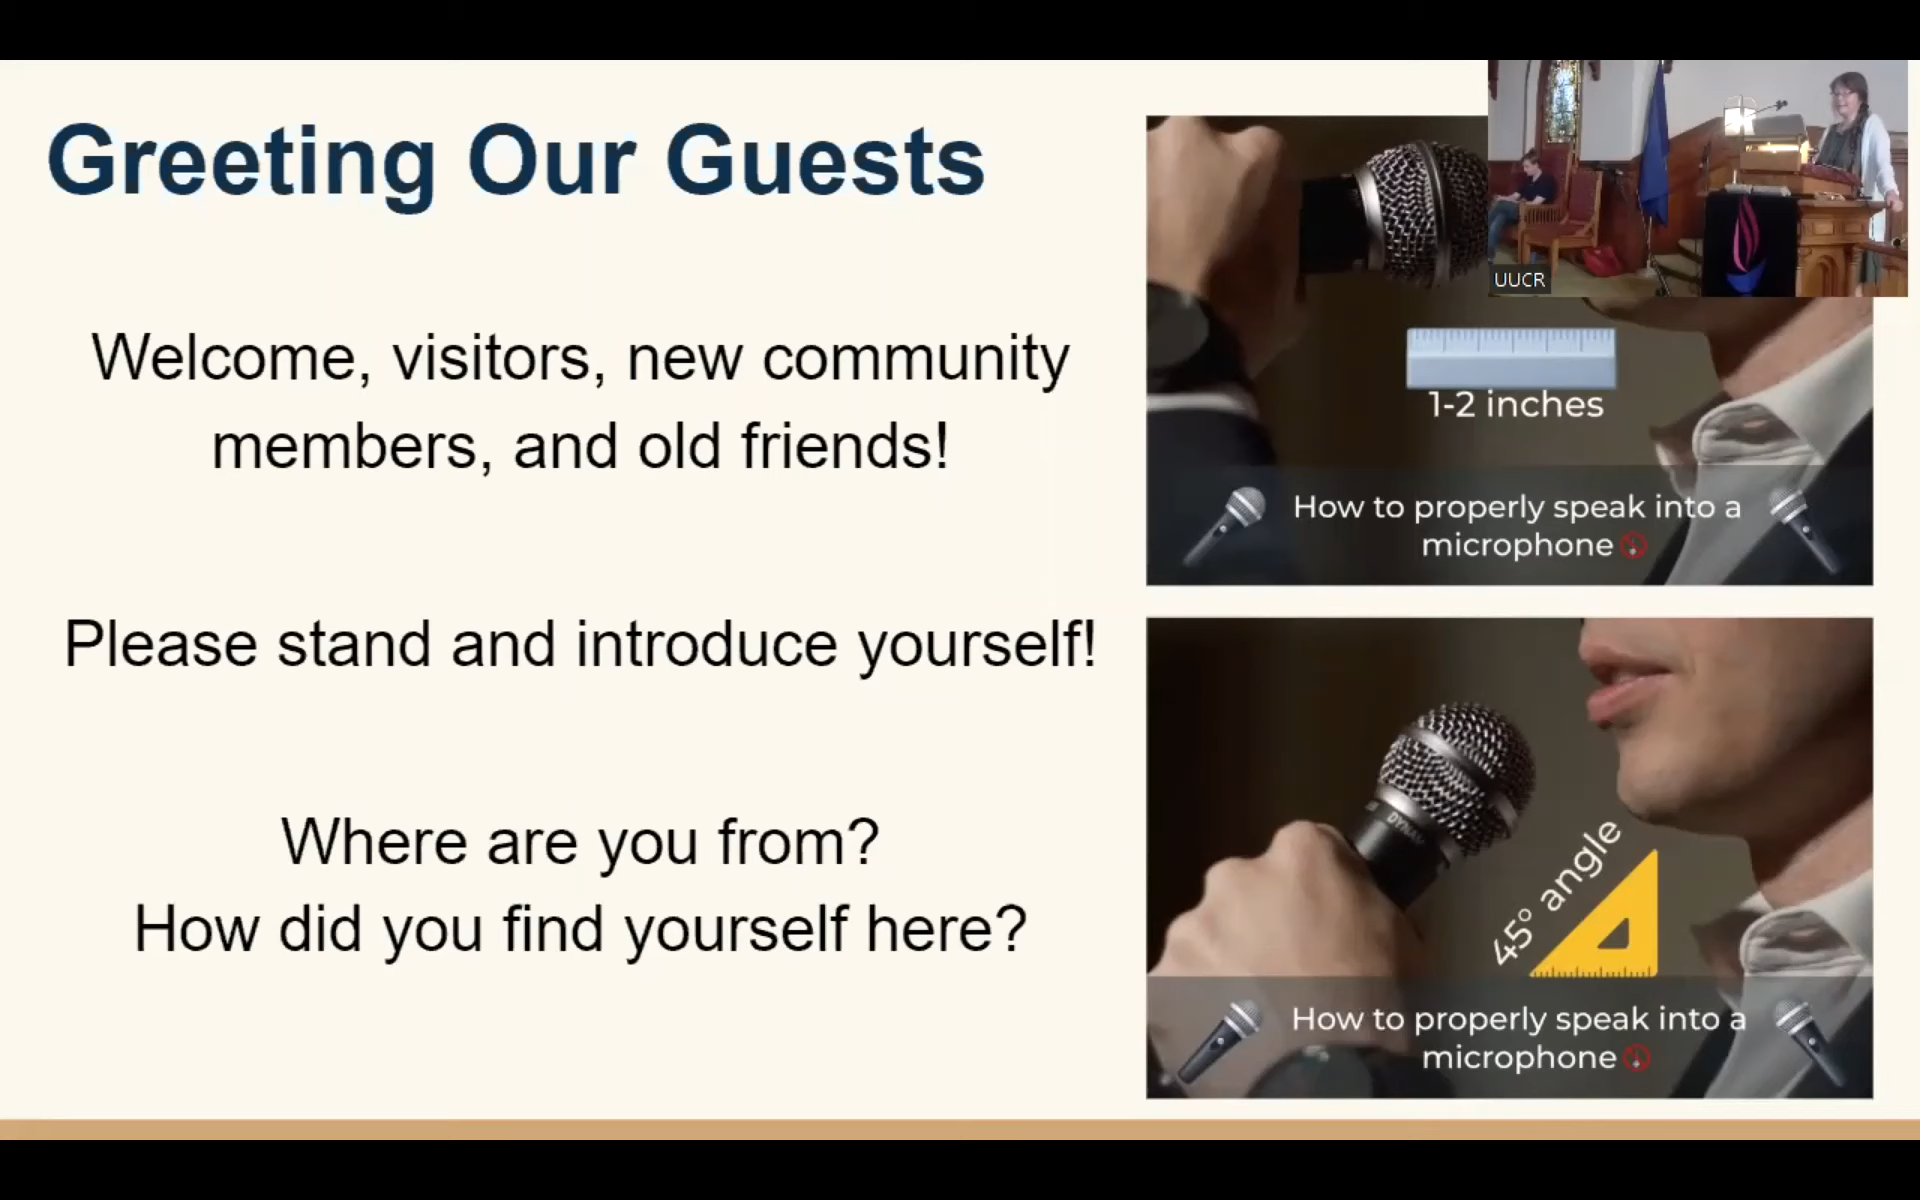 Greeting Our Guests
Welcome, visitors, new community
members, and old friends!
Please stand and introduce yourself!
Where are you from?
How did you find yourself here?
UUCR
1-2 inches
How to properly speak into a
microphone
DYNAM
45° angle
How to properly speak into a
microphone